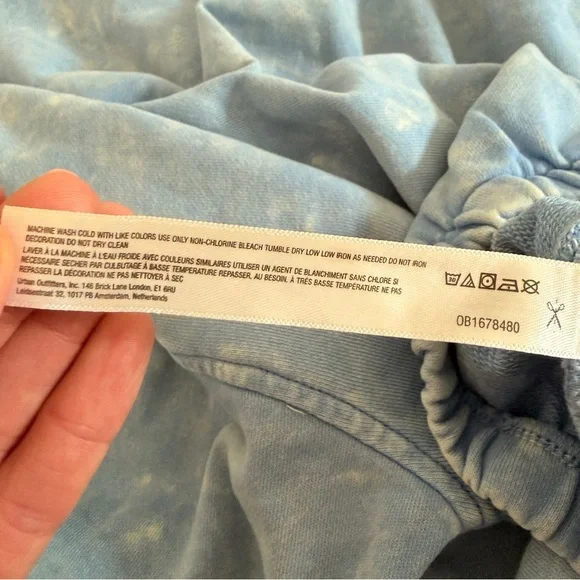 MACHINE WASH COLD WITH LIKE COLORS USE ONLY NON-CHLORINE BLEACH TUMBLE DRY LOW LOW IRON AS NEEDED DO NOT IRON
DECORATION DO NOT DRY CLEAN
LAVER À LA MACHINE À L'EAU FROIDE AVEC COULEURS SIMILAIRES UTILISER UN AGENT DE BLANCHIMENT SANS CHLORE SI
NÉCESSAIRE SÉCHER PAR CULBUTAGE À BASSE TEMPÉRATURE REPASSER, AU BESOIN, À TRÈS BASSE TEMPÉRATURE NE PAS
REPASSER LA DÉCORATION NE PAS NETTOYER À SEC
Urban Outfitters, Inc. 146 Brick Lane London, E1 6RU
Leidsestraat 32, 1017 PB Amsterdam, Netherlands
OB1678480